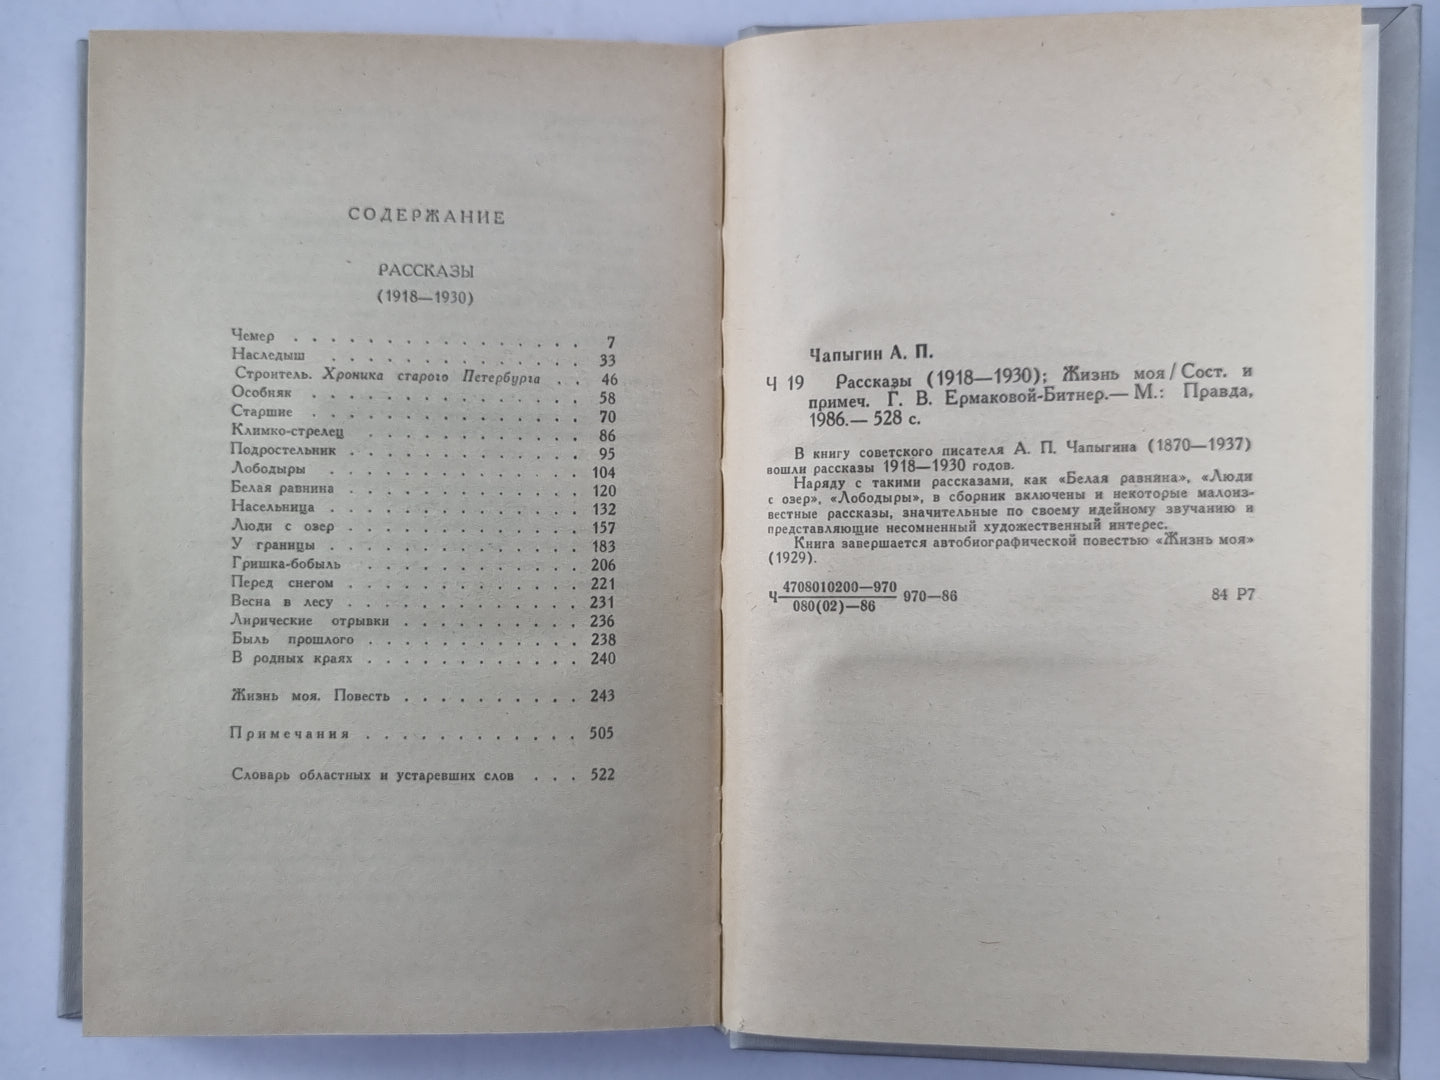 СОДЕРЖАНИЕ
РАССКАЗЫ
(1918—1930)
Чемер . . . . . . . . . . . . . . . . 7
Наследыш . . . . . . . . . . . . . . 33
Строитель. Хроника старого Петербурга . . 46
Особняк . . . . . . . . . . . . . . . 58
Старшие . . . . . . . . . . . . . . . 70
Климко-стрелец . . . . . . . . . . . . 86
Подростельник . . . . . . . . . . . . . 95
Лободыры . . . . . . . . . . . . . . 104
Белая равнина . . . . . . . . . . . . . 120
Насельница . . . . . . . . . . . . . . 132
Люди с озер . . . . . . . . . . . . . 157
У границы . . . . . . . . . . . . . . 183
Гришка-бобыль . . . . . . . . . . . . 206
Перед снегом . . . . . . . . . . . . . 221
Весна в лесу . . . . . . . . . . . . . 231
Лирические отрывки . . . . . . . . . . 236
Быль прошлого . . . . . . . . . . . . 238
В родных краях . . . . . . . . . . . . 240
Жизнь моя. Повесть . . . . . . . . . . 243
Примечания . . . . . . . . . . . . 505
Словарь областных и устаревших слов . . . 522
Чапыгин А. П.
Ч 19 Рассказы (1918—1930); Жизнь моя/Сост. и
примеч. Г. В. Ермаковой-Битнер.— М.: Правда,
1986.— 528 с.
В книгу советского писателя А. П. Чапыгина (1870—1937)
вошли рассказы 1918—1930 годов.
Наряду с такими рассказами, как «Белая равнина», «Люди
с озер», «Лободыры», в сборник включены и некоторые малоиз-
вестные рассказы, значительные по своему идейному звучанию и
представляющие несомненный художественный интерес.
Книга завершается автобиографической повестью «Жизнь моя»
(1929).
4708010200—970
Ч 970—86 84 Р7
080(02)—86